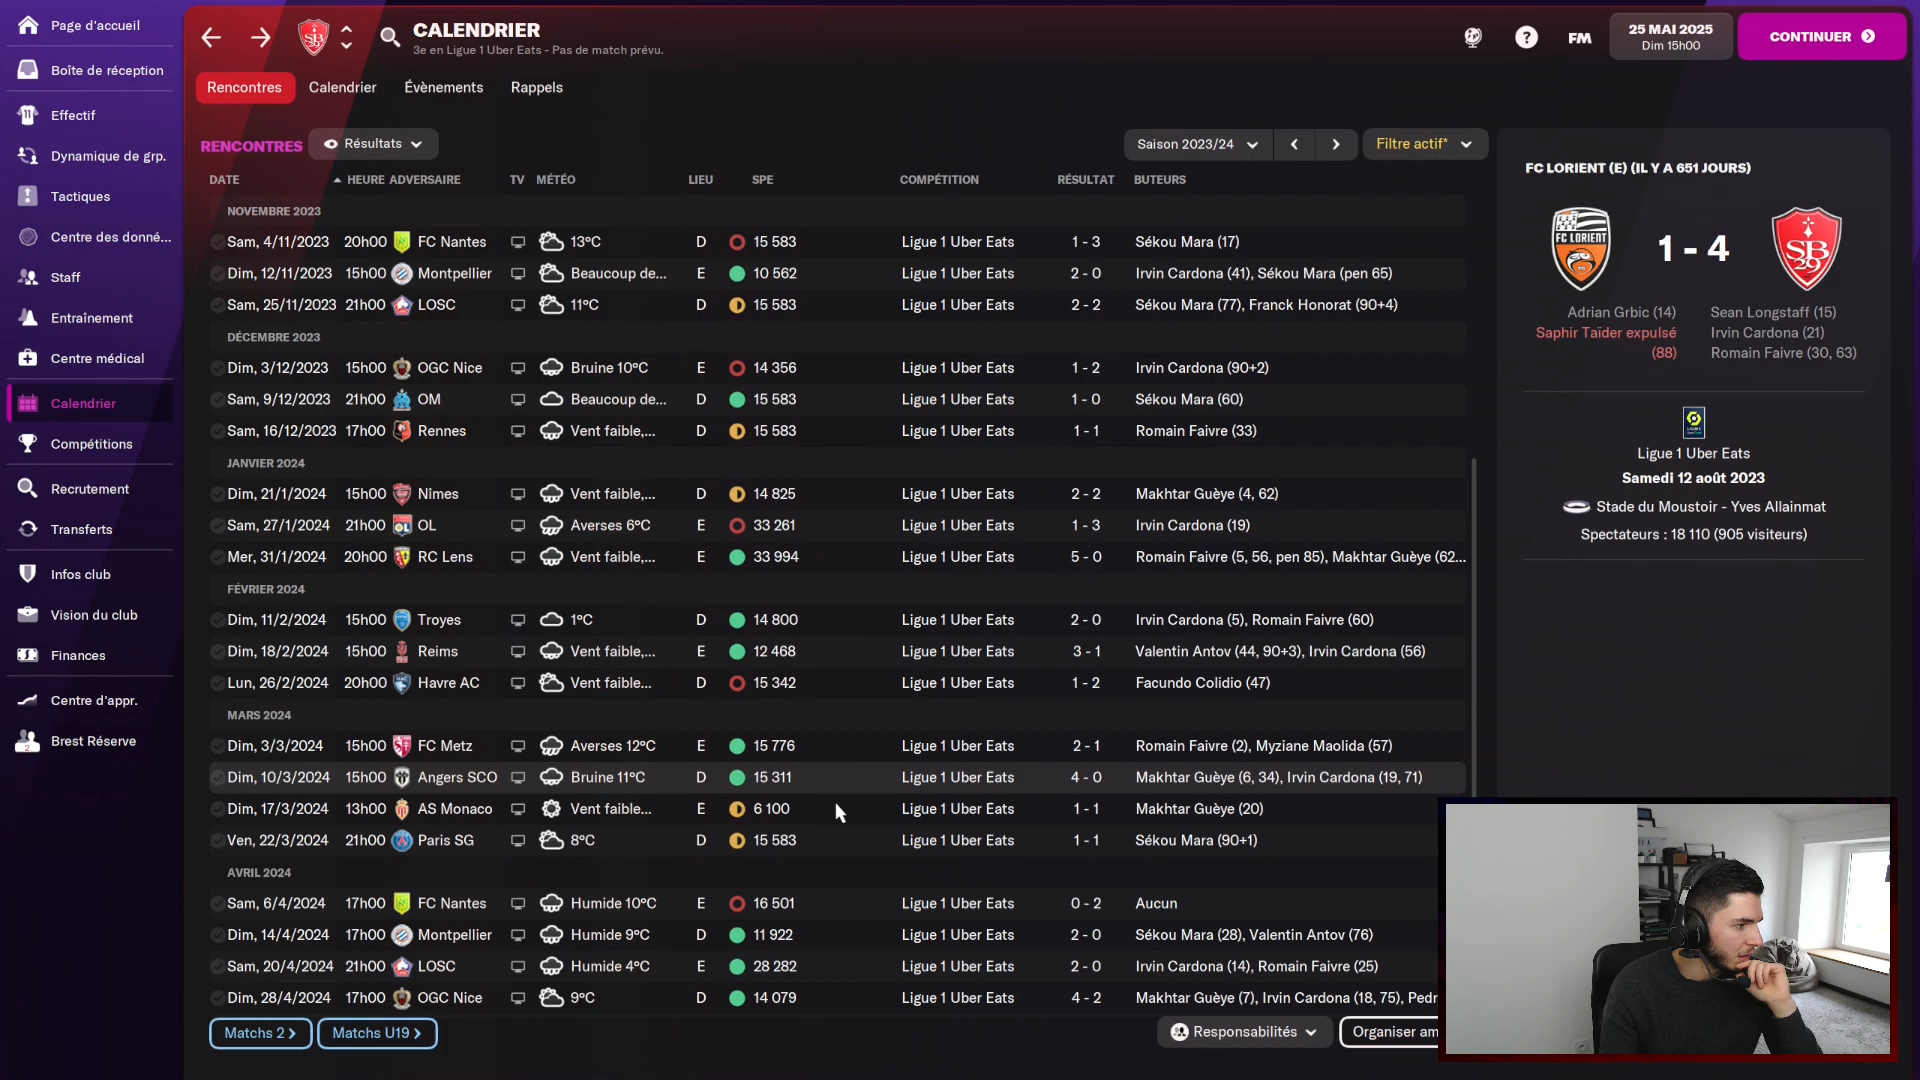 Page d'accueil
Boîte de réception
Effectif
Dynamique de grp.
Tactiques
Centre des donné...
Staff
Entraînement
Centre médical
Calendrier
Compétitions
Recrutement
Transferts
Infos club
Vision du club
Finances
Centre d'appr.
2
Brest Réserve
CALENDRIER
3e en Ligue 1 Uber Eats - Pas de match prévu.
? FM
25 MAI 2025
Dim 15h00
CONTINUER
Rencontres Calendrier Évènements Rappels
RENCONTRES Résultats Saison 2023/24 Filtre actif*
DATE HEURE ADVERSAIRE TV MÉTÉO LIEU SPE COMPÉTITION RÉSULTAT BUTEURS
NOVEMBRE 2023
Sam, 4/11/2023 20h00 FC Nantes 13°C D 15 583 Ligue 1 Uber Eats 1 - 3 Sékou Mara (17)
Dim, 12/11/2023 15h00 Montpellier Beaucoup de... E 10 562 Ligue 1 Uber Eats 2 - 0 Irvin Cardona (41), Sékou Mara (pen 65)
Sam, 25/11/2023 21h00 LOSC 11°C D 15 583 Ligue 1 Uber Eats 2 - 2 Sékou Mara (77), Franck Honorat (90+4)
DÉCEMBRE 2023
Dim, 3/12/2023 15h00 OGC Nice Bruine 10°C E 14 356 Ligue 1 Uber Eats 1 - 2 Irvin Cardona (90+2)
Sam, 9/12/2023 21h00 OM Beaucoup de... D 15 583 Ligue 1 Uber Eats 1 - 0 Sékou Mara (60)
Sam, 16/12/2023 17h00 Rennes Vent faible,... D 15 583 Ligue 1 Uber Eats 1 - 1 Romain Faivre (33)
JANVIER 2024
Dim, 21/1/2024 15h00 Nîmes Vent faible,... D 14 825 Ligue 1 Uber Eats 2 - 2 Makhtar Guèye (4, 62)
Sam, 27/1/2024 21h00 OL Averses 6°C E 33 261 Ligue 1 Uber Eats 1 - 3 Irvin Cardona (19)
Mer, 31/1/2024 20h00 RC Lens Vent faible,... E 33 994 Ligue 1 Uber Eats 5 - 0 Romain Faivre (5, 56, pen 85), Makhtar Guèye (62...
FÉVRIER 2024
Dim, 11/2/2024 15h00 Troyes 1°C D 14 800 Ligue 1 Uber Eats 2 - 0 Irvin Cardona (5), Romain Faivre (60)
Dim, 18/2/2024 15h00 Reims Vent faible,... E 12 468 Ligue 1 Uber Eats 3 - 1 Valentin Antov (44, 90+3), Irvin Cardona (56)
Lun, 26/2/2024 20h00 Havre AC Vent faible... D 15 342 Ligue 1 Uber Eats 1 - 2 Facundo Colidio (47)
MARS 2024
Dim, 3/3/2024 15h00 FC Metz Averses 12°C E 15 776 Ligue 1 Uber Eats 2 - 1 Romain Faivre (2), Myziane Maolida (57)
Dim, 10/3/2024 15h00 Angers SCO Bruine 11°C D 15 311 Ligue 1 Uber Eats 4 - 0 Makhtar Guèye (6, 34), Irvin Cardona (19, 71)
Dim, 17/3/2024 13h00 AS Monaco Vent faible... E 6 100 Ligue 1 Uber Eats 1 - 1 Makhtar Guèye (20)
Ven, 22/3/2024 21h00 Paris SG 8°C D 15 583 Ligue 1 Uber Eats 1 - 1 Sékou Mara (90+1)
AVRIL 2024
Sam, 6/4/2024 17h00 FC Nantes Humide 10°C E 16 501 Ligue 1 Uber Eats 0 - 2 Aucun
Dim, 14/4/2024 17h00 Montpellier Humide 9°C D 11 922 Ligue 1 Uber Eats 2 - 0 Sékou Mara (28), Valentin Antov (76)
Sam, 20/4/2024 21h00 LOSC Humide 4°C E 28 282 Ligue 1 Uber Eats 2 - 0 Irvin Cardona (14), Romain Faivre (25)
Dim, 28/4/2024 17h00 OGC Nice 9°C D 14 079 Ligue 1 Uber Eats 4 - 2 Makhtar Guèye (7), Irvin Cardona (18, 75), Pedr
Matchs 2 Matchs U19 Responsabilités Organiser am
FC LORIENT (E) (IL Y A 651 JOURS)
FC LORIENT 1 - 4 SB 29
Adrian Grbic (14)
Saphir Taïder expulsé
(88)
Sean Longstaff (15)
Irvin Cardona (21)
Romain Faivre (30, 63)
Ligue 1 Uber Eats
Samedi 12 août 2023
Stade du Moustoir - Yves Allainmat
Spectateurs : 18 110 (905 visiteurs)